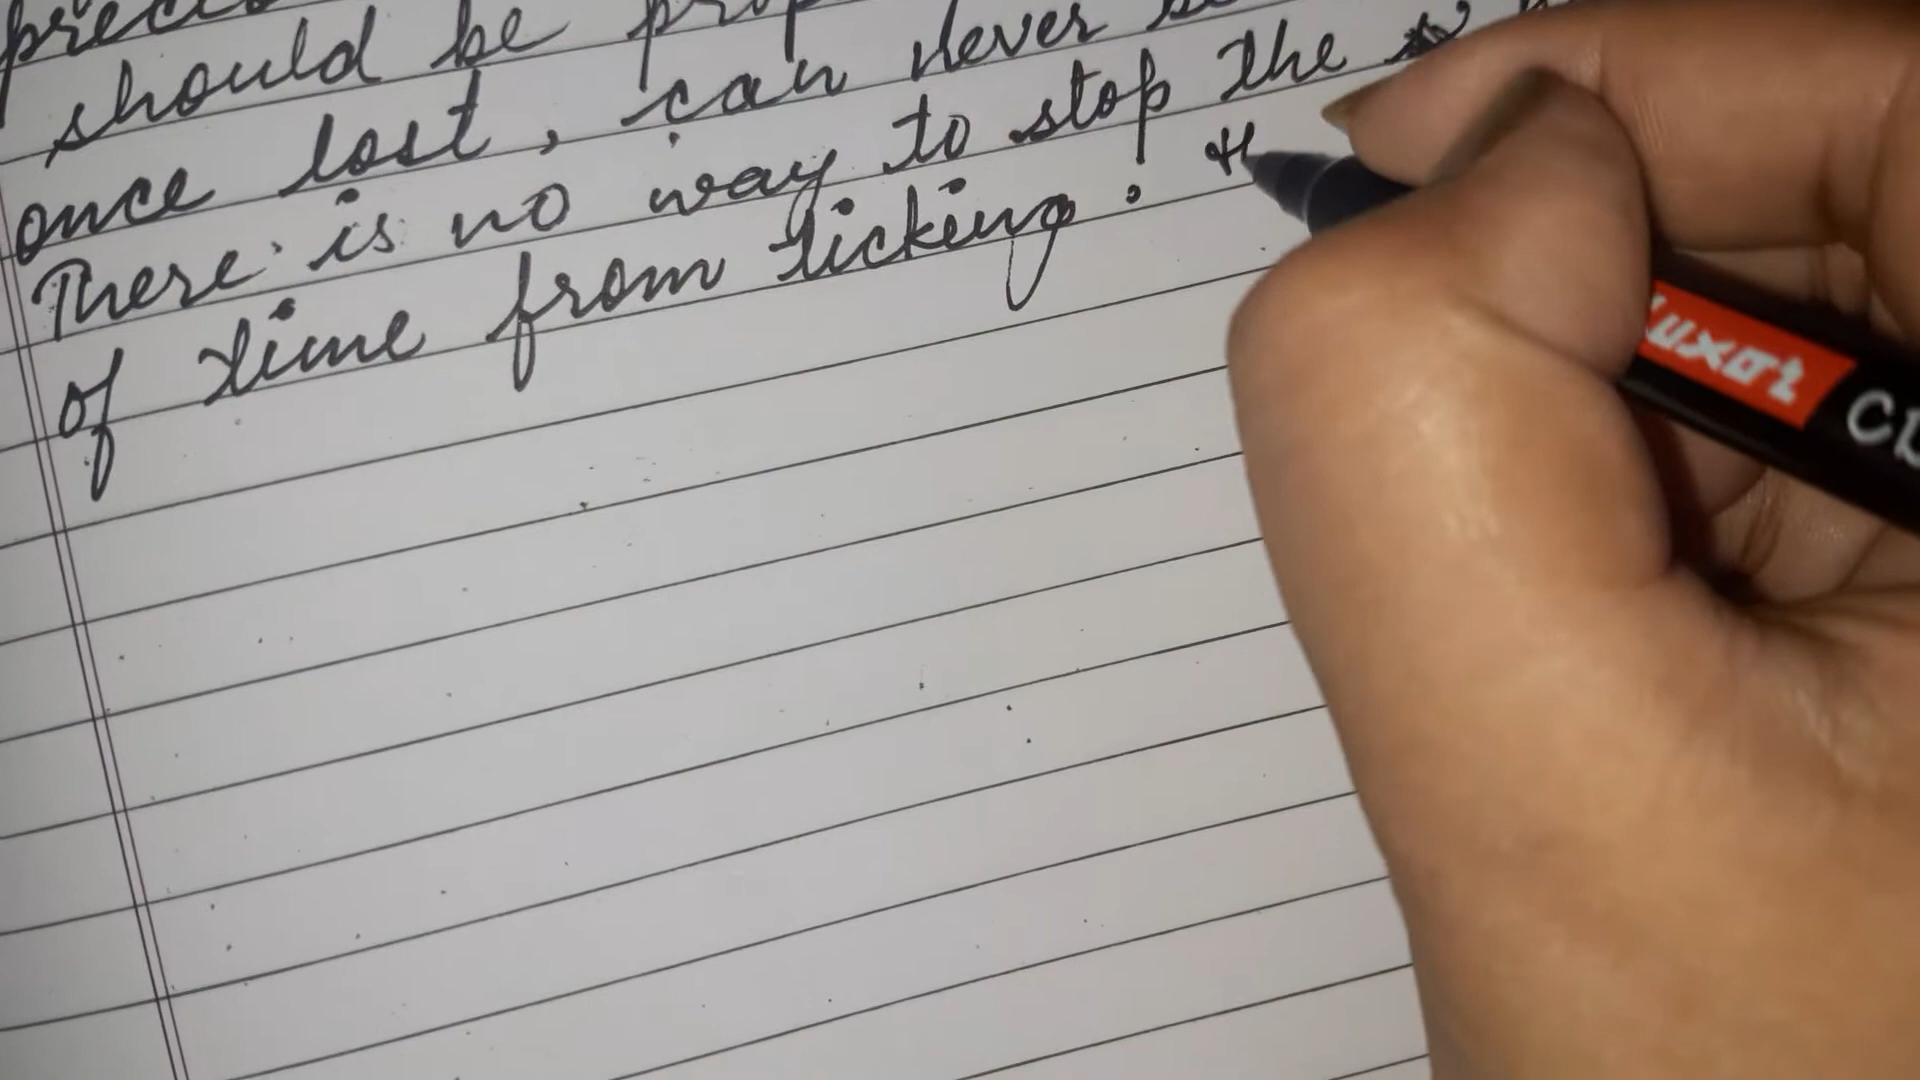 should be
once lost, can never
There is no way to stop the
of time from ticking.
Luxor